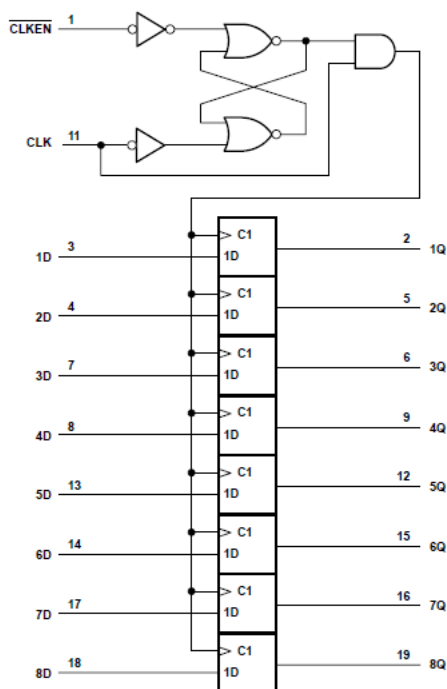 CLKEN 1
CLK 11
C1
1D 3 1D 2 1Q
C1
2D 4 1D 5 2Q
C1
3D 7 1D 6 3Q
C1
4D 8 1D 9 4Q
C1
5D 13 1D 12 5Q
C1
6D 14 1D 15 6Q
C1
7D 17 1D 16 7Q
C1
8D 18 1D 19 8Q